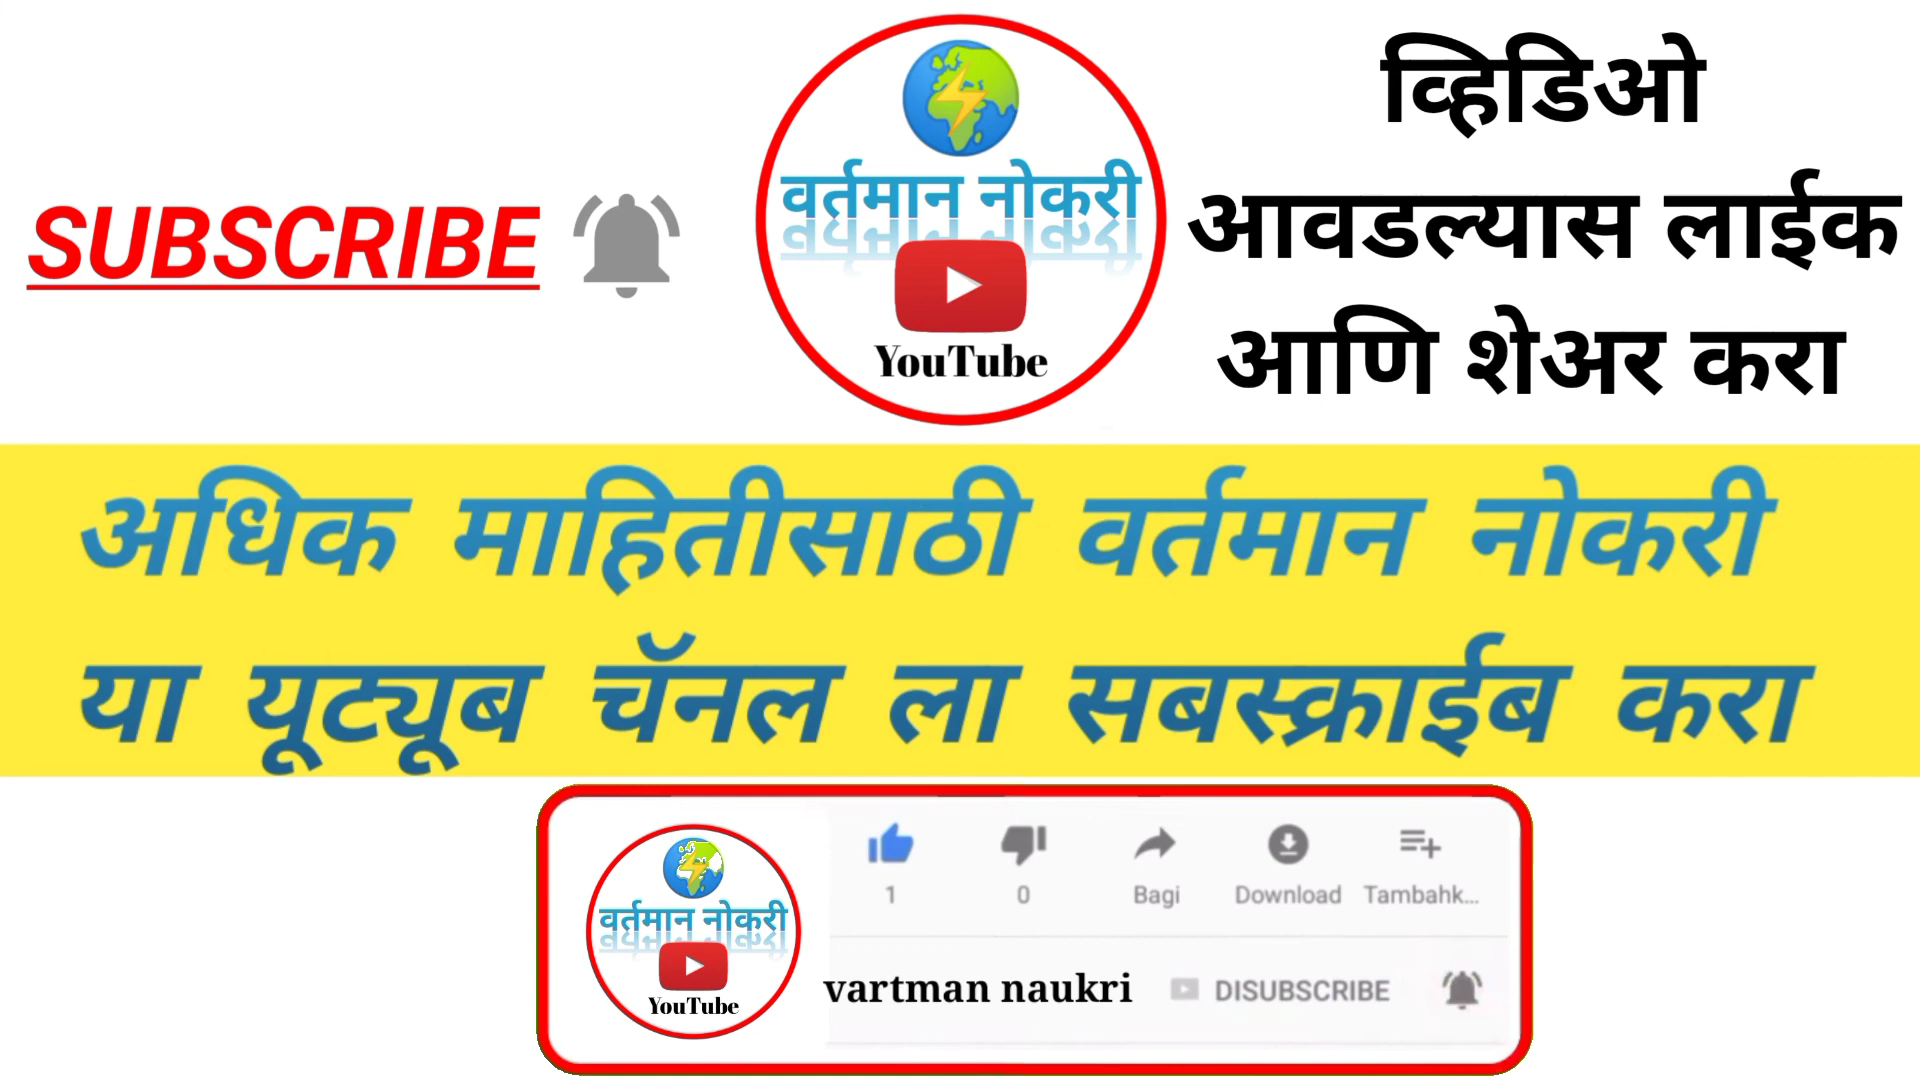 SUBSCRIBE
वर्तमान नोकरी
YouTube
व्हिडिओ
आवडल्यास लाईक
आणि शेअर करा
अधिक माहितीसाठी वर्तमान नोकरी
या यूट्यूब चॅनल ला सबस्क्राईब करा
वर्तमान नोकरी
YouTube
1 0 Bagi Download Tambahk...
vartman naukri DISUBSCRIBE